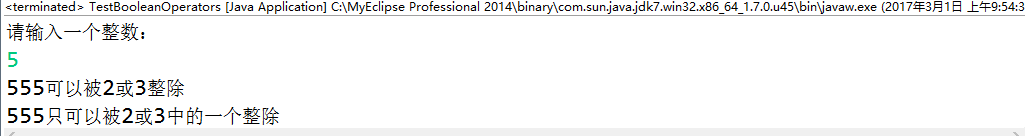 <terminated> TestBooleanOperators [Java Application] C:\MyEclipse Professional 2014\binary\com.sun.java.jdk7.win32.x86_64_1.7.0.u45\bin\javaw.exe (2017年3月1日 上午9:54:3
请输入一个整数：
5
555可以被2或3整除
555只可以被2或3中的一个整除